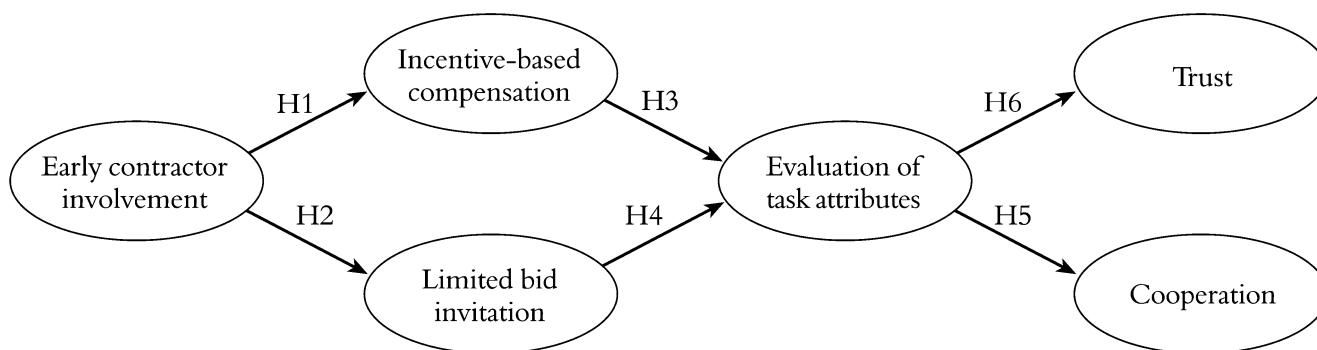 Early contractor
involvement
H1
H2
Incentive-based
compensation
Limited bid
invitation
H3
H4
Evaluation of
task attributes
H6
H5
Trust
Cooperation